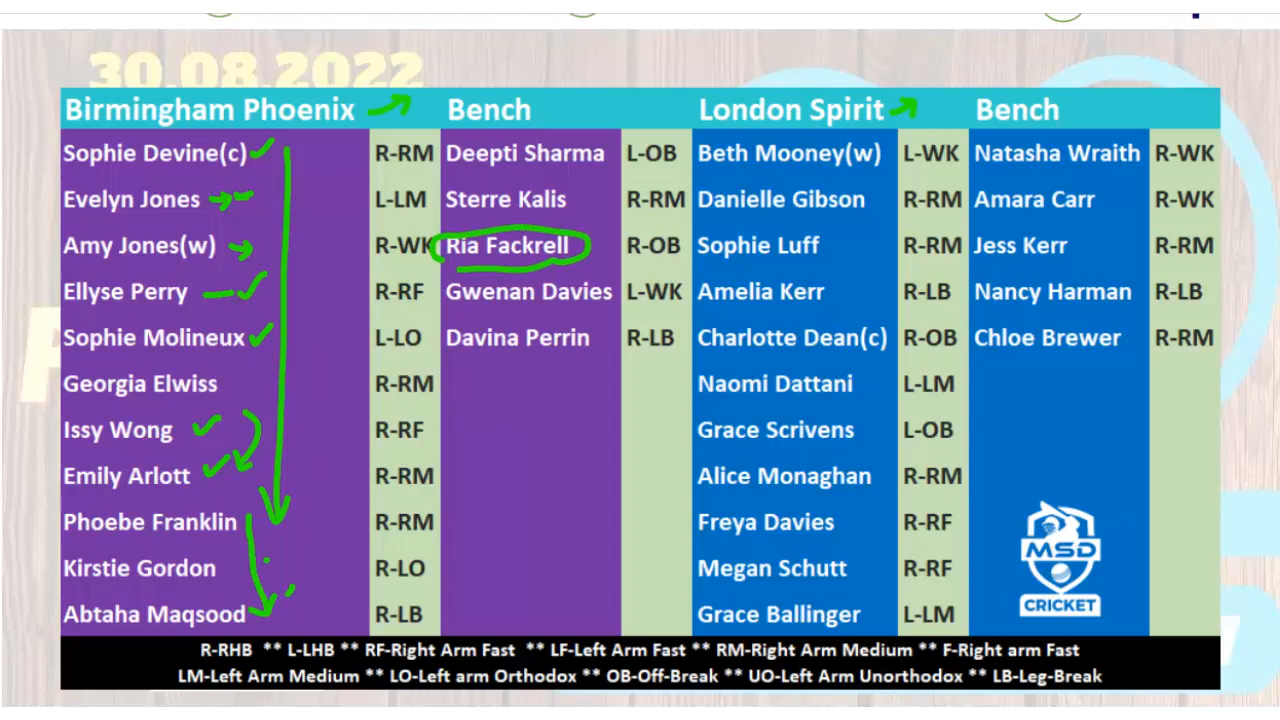 30.08.2022
Birmingham Phoenix Bench London Spirit Bench
Sophie Devine(c) R-RM Deepti Sharma L-OB Beth Mooney(w) L-WK Natasha Wraith R-WK
Evelyn Jones L-LM Sterre Kalis R-RM Danielle Gibson R-RM Amara Carr R-WK
Amy Jones(w) R-WK Ria Fackrell R-OB Sophie Luff R-RM Jess Kerr R-RM
Ellyse Perry R-RF Gwenan Davies L-WK Amelia Kerr R-LB Nancy Harman R-LB
Sophie Molineux L-LO Davina Perrin R-LB Charlotte Dean(c) R-OB Chloe Brewer R-RM
Georgia Elwiss R-RM Naomi Dattani L-LM
Issy Wong R-RF Grace Scrivens L-OB
Emily Arlott R-RM Alice Monaghan R-RM
Phoebe Franklin R-RM Freya Davies R-RF
Kirstie Gordon R-LO Megan Schutt R-RF
Abtaha Maqsood R-LB Grace Ballinger L-LM
MSD
CRICKET
R-RHB ** L-LHB ** RF-Right Arm Fast ** LF-Left Arm Fast ** RM-Right Arm Medium ** F-Right arm Fast
LM-Left Arm Medium ** LO-Left arm Orthodox ** OB-Off-Break ** UO-Left Arm Unorthodox ** LB-Leg-Break